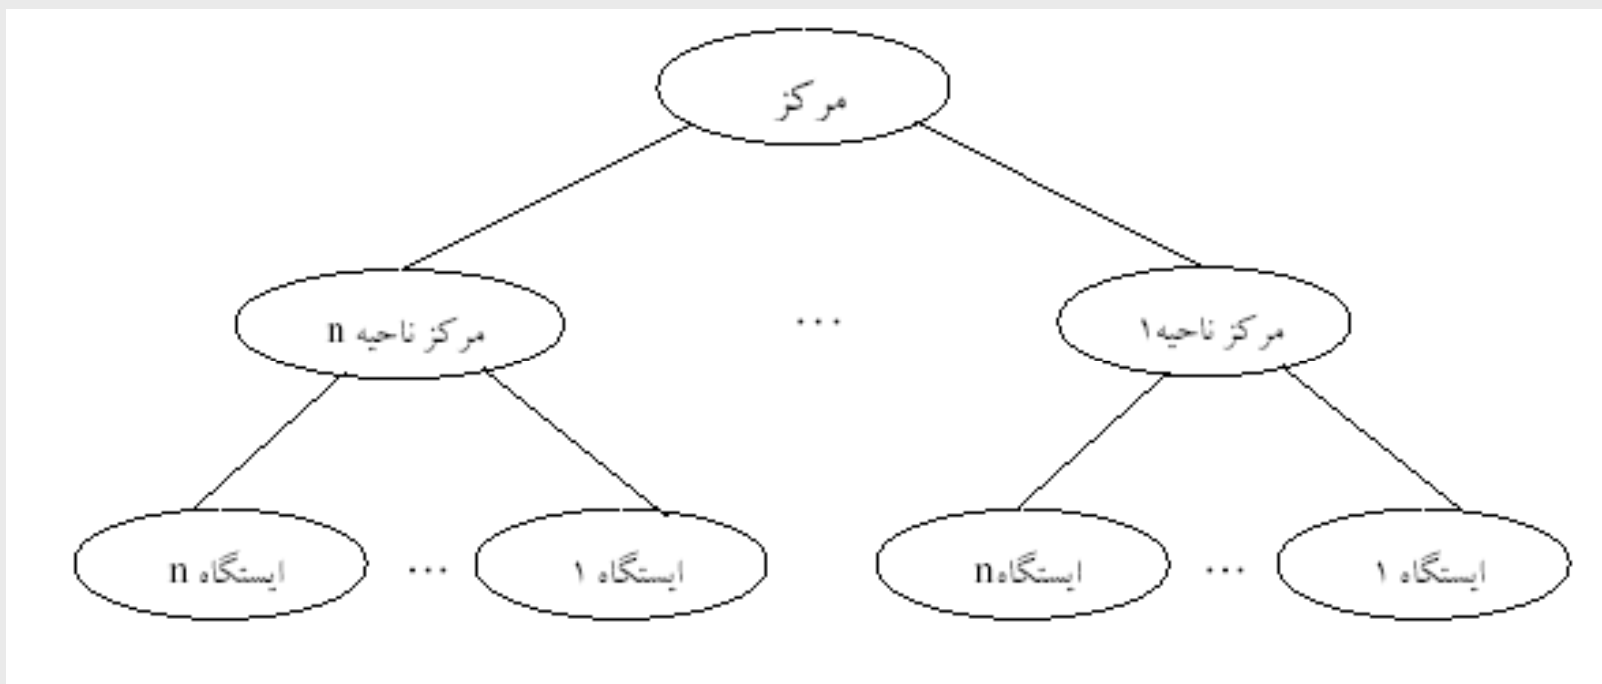 مرکز
مرکز ناحیه۱
...
مرکز ناحیه n
ایستگاه ۱
...
ایستگاهn
ایستگاه ۱
...
ایستگاه n